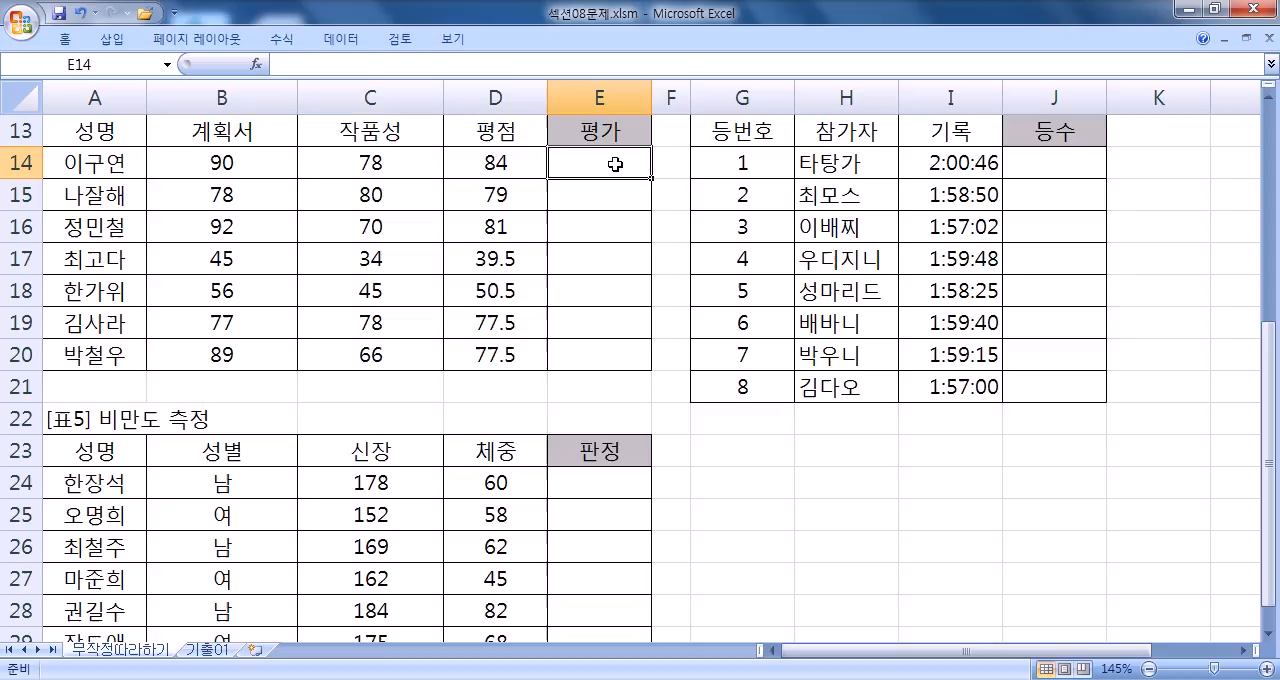 섹션08문제.xlsm - Microsoft Excel
홈 삽입 페이지 레이아웃 수식 데이터 검토 보기
E14 fx
A B C D E F G H I J K
13 성명 계획서 작품성 평점 평가 등번호 참가자 기록 등수
14 이구연 90 78 84 1 타탕가 2:00:46
15 나잘해 78 80 79 2 최모스 1:58:50
16 정민철 92 70 81 3 이배찌 1:57:02
17 최고다 45 34 39.5 4 우디지니 1:59:48
18 한가위 56 45 50.5 5 성마리드 1:58:25
19 김사라 77 78 77.5 6 배바니 1:59:40
20 박철우 89 66 77.5 7 박우니 1:59:15
21 8 김다오 1:57:00
22 [표5] 비만도 측정
23 성명 성별 신장 체중 판정
24 한장석 남 178 60
25 오명희 여 152 58
26 최철주 남 169 62
27 마준희 여 162 45
28 권길수 남 184 82
29 175 68
무작정따라하기 기출01
준비 145%